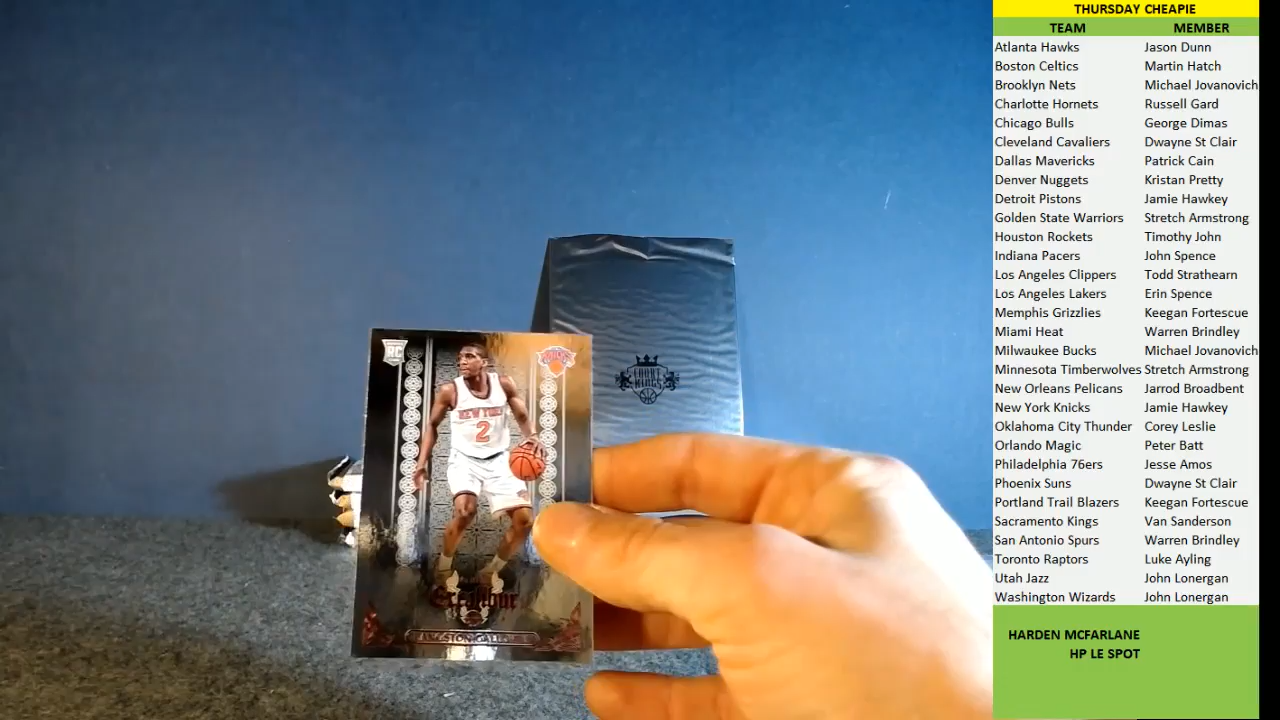 THURSDAY CHEAPIE
TEAM MEMBER
Atlanta Hawks Jason Dunn
Boston Celtics Martin Hatch
Brooklyn Nets Michael Jovanovich
Charlotte Hornets Russell Gard
Chicago Bulls George Dimas
Cleveland Cavaliers Dwayne St Clair
Dallas Mavericks Patrick Cain
Denver Nuggets Kristan Pretty
Detroit Pistons Jamie Hawkey
Golden State Warriors Stretch Armstrong
Houston Rockets Timothy John
Indiana Pacers John Spence
Los Angeles Clippers Todd Strathearn
Los Angeles Lakers Erin Spence
Memphis Grizzlies Keegan Fortescue
Miami Heat Warren Brindley
Milwaukee Bucks Michael Jovanovich
Minnesota Timberwolves Stretch Armstrong
New Orleans Pelicans Jarrod Broadbent
New York Knicks Jamie Hawkey
Oklahoma City Thunder Corey Leslie
Orlando Magic Peter Batt
Philadelphia 76ers Jesse Amos
Phoenix Suns Dwayne St Clair
Portland Trail Blazers Keegan Fortescue
Sacramento Kings Van Sanderson
San Antonio Spurs Warren Brindley
Toronto Raptors Luke Ayling
Utah Jazz John Lonergan
Washington Wizards John Lonergan
HARDEN MCFARLANE
HP LE SPOT
COURT
KINGS
RC
NEW YORK
2
Excalibur